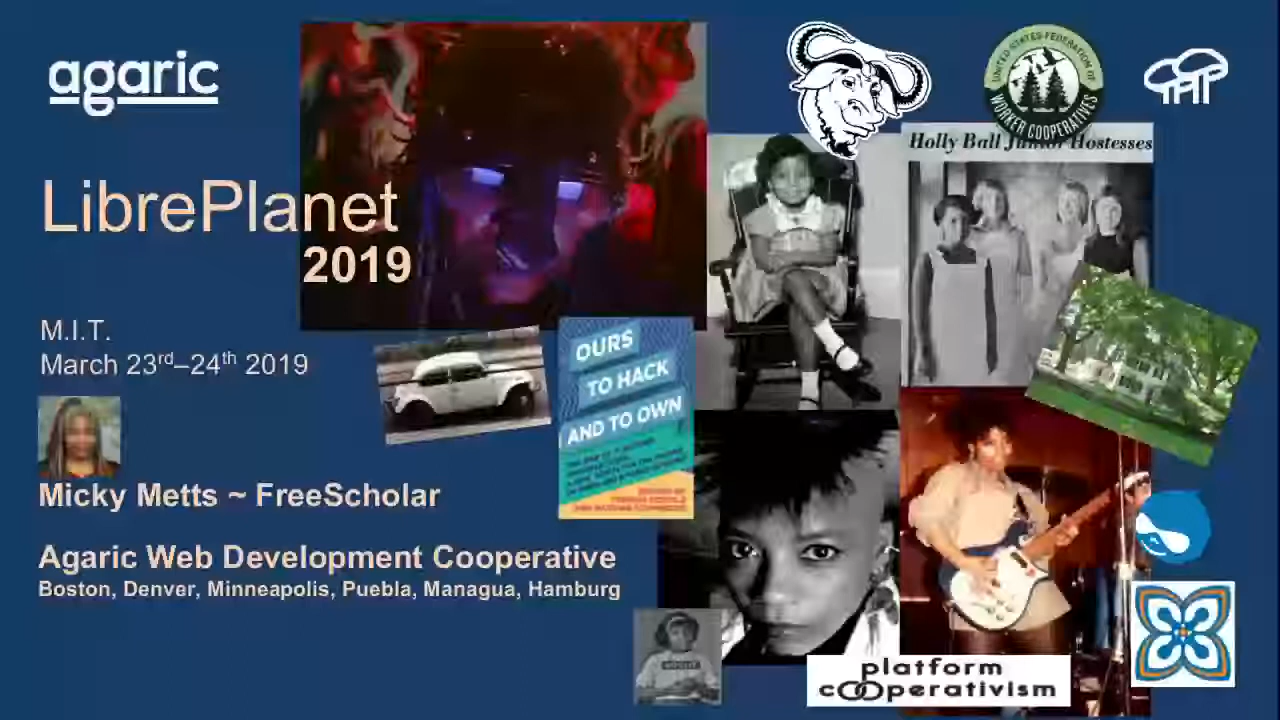 agaric
UNITED STATES FEDERATION OF
WORKER COOPERATIVES
Holly Ball Junior Hostesses
LibrePlanet
2019
M.I.T.
March 23rd–24th 2019
OURS
TO HACK
AND TO OWN
Micky Metts ~ FreeScholar
Agaric Web Development Cooperative
Boston, Denver, Minneapolis, Puebla, Managua, Hamburg
platform
cooperativism